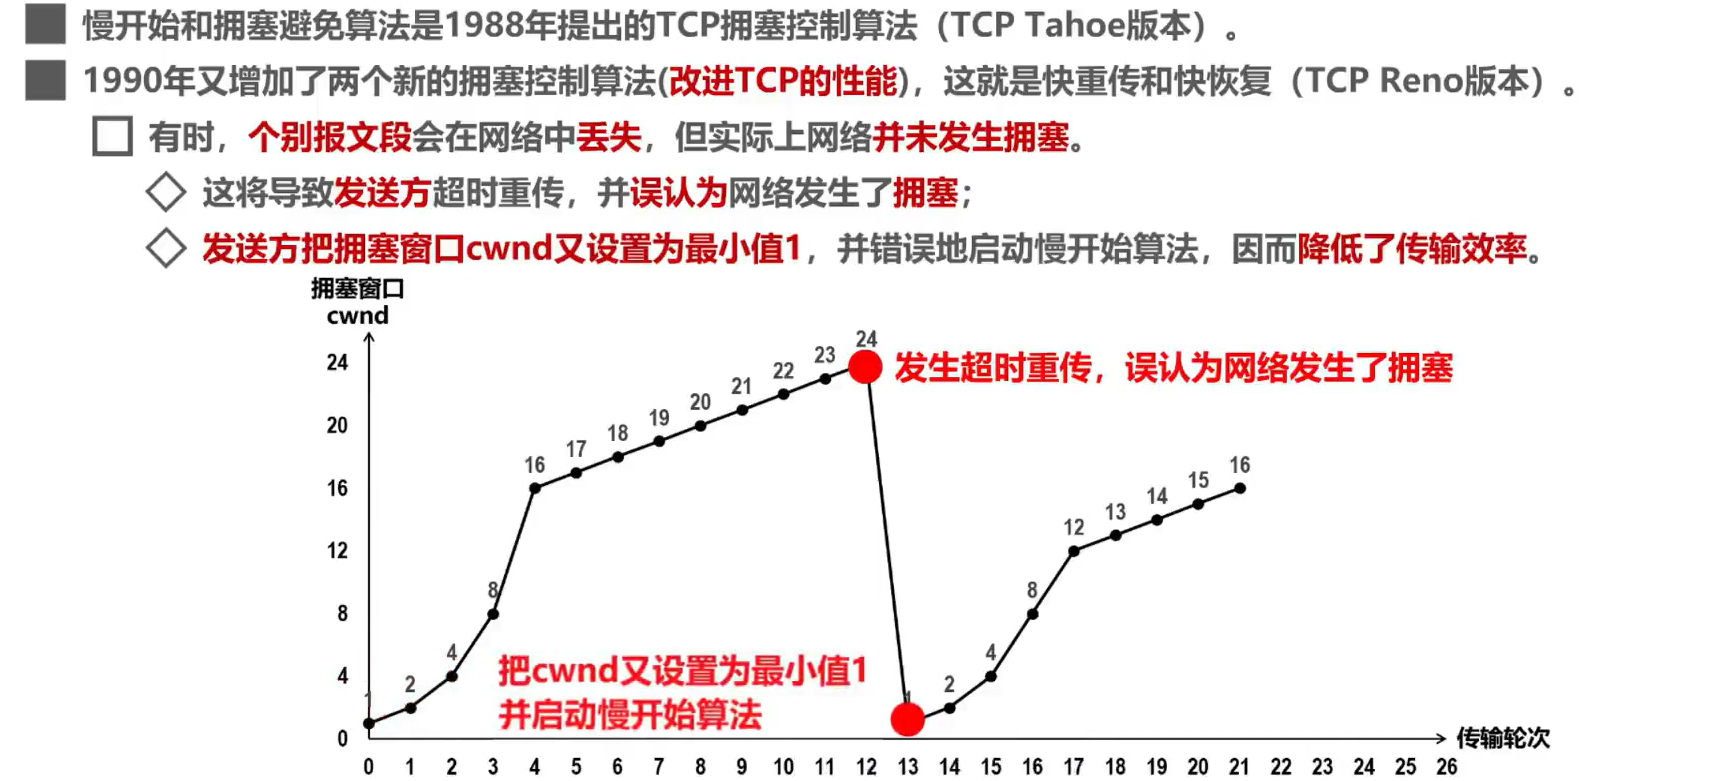 慢开始和拥塞避免算法是1988年提出的TCP拥塞控制算法（TCP Tahoe版本）。
1990年又增加了两个新的拥塞控制算法(改进TCP的性能)，这就是快重传和快恢复（TCP Reno版本）。
有时，个别报文段会在网络中丢失，但实际上网络并未发生拥塞。
这将导致发送方超时重传，并误认为网络发生了拥塞；
发送方把拥塞窗口cwnd又设置为最小值1，并错误地启动慢开始算法，因而降低了传输效率。
拥塞窗口
cwnd
24
20
16
12
8
4
0
1
2
4
8
16
17
18
19
20
21
22
23
24
发生超时重传，误认为网络发生了拥塞
把cwnd又设置为最小值1
并启动慢开始算法
1
2
4
8
12
13
14
15
16
传输轮次
0 1 2 3 4 5 6 7 8 9 10 11 12 13 14 15 16 17 18 19 20 21 22 23 24 25 26